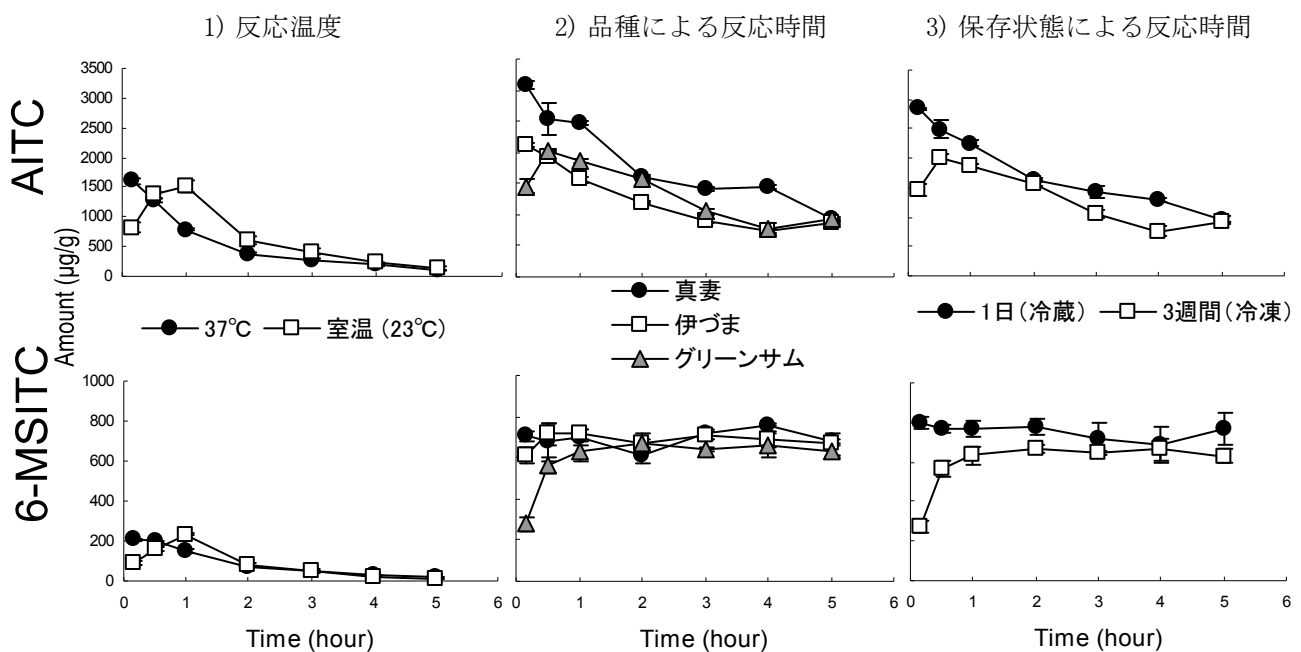 1) 反応温度
2) 品種による反応時間
3) 保存状態による反応時間
AITC
Amount (μg/g)
3500
3000
2500
2000
1500
1000
500
0
37℃
室温 (23℃)
真妻
伊づま
グリーンサム
1日(冷蔵)
3週間(冷凍)
6-MSITC
1000
800
600
400
200
0
0 1 2 3 4 5 6
0 1 2 3 4 5 6
0 1 2 3 4 5 6
Time (hour)
Time (hour)
Time (hour)